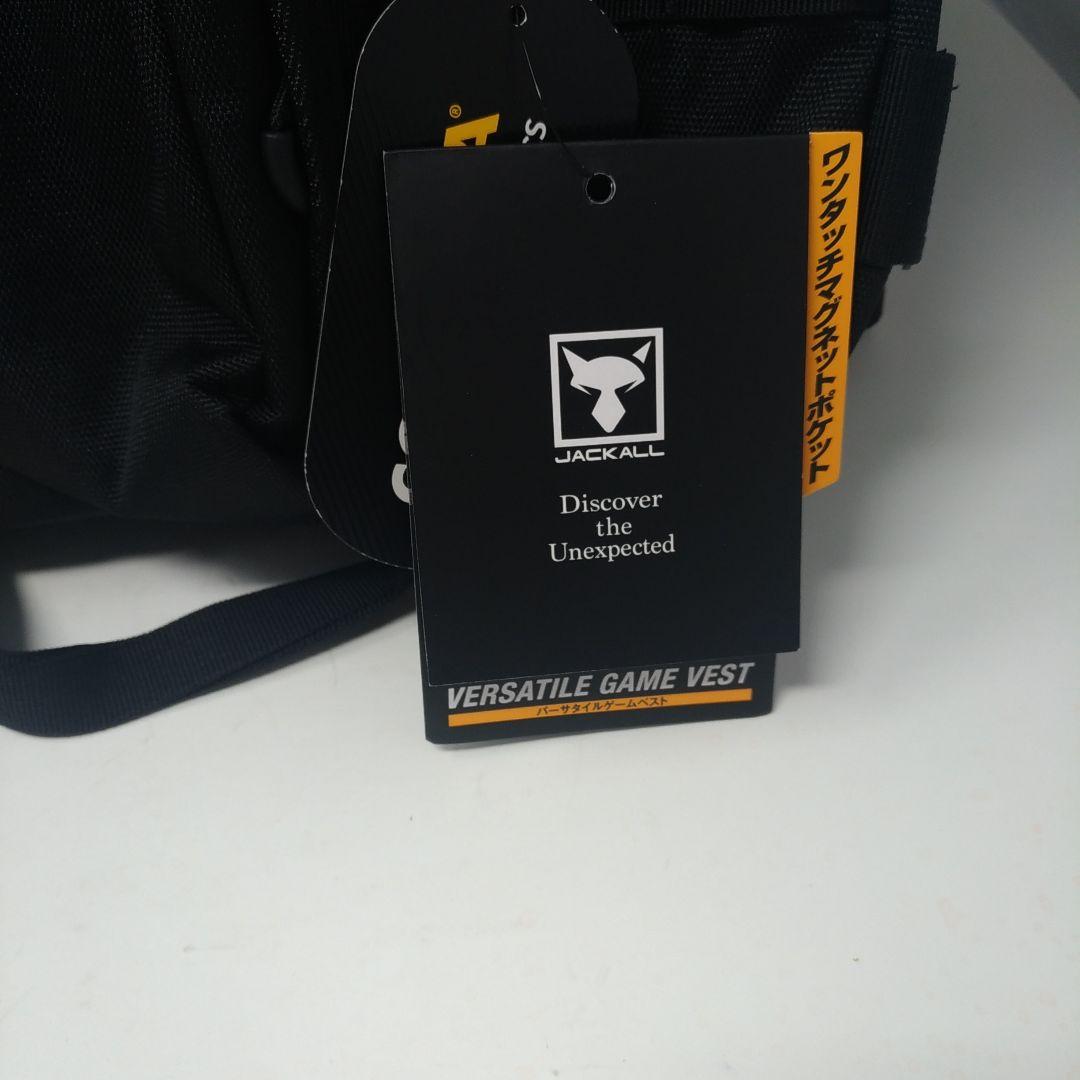 JACKALL
Discover
the
Unexpected
VERSATILE GAME VEST
バーサタイルゲームベスト
ワンタッチマグネットポケット